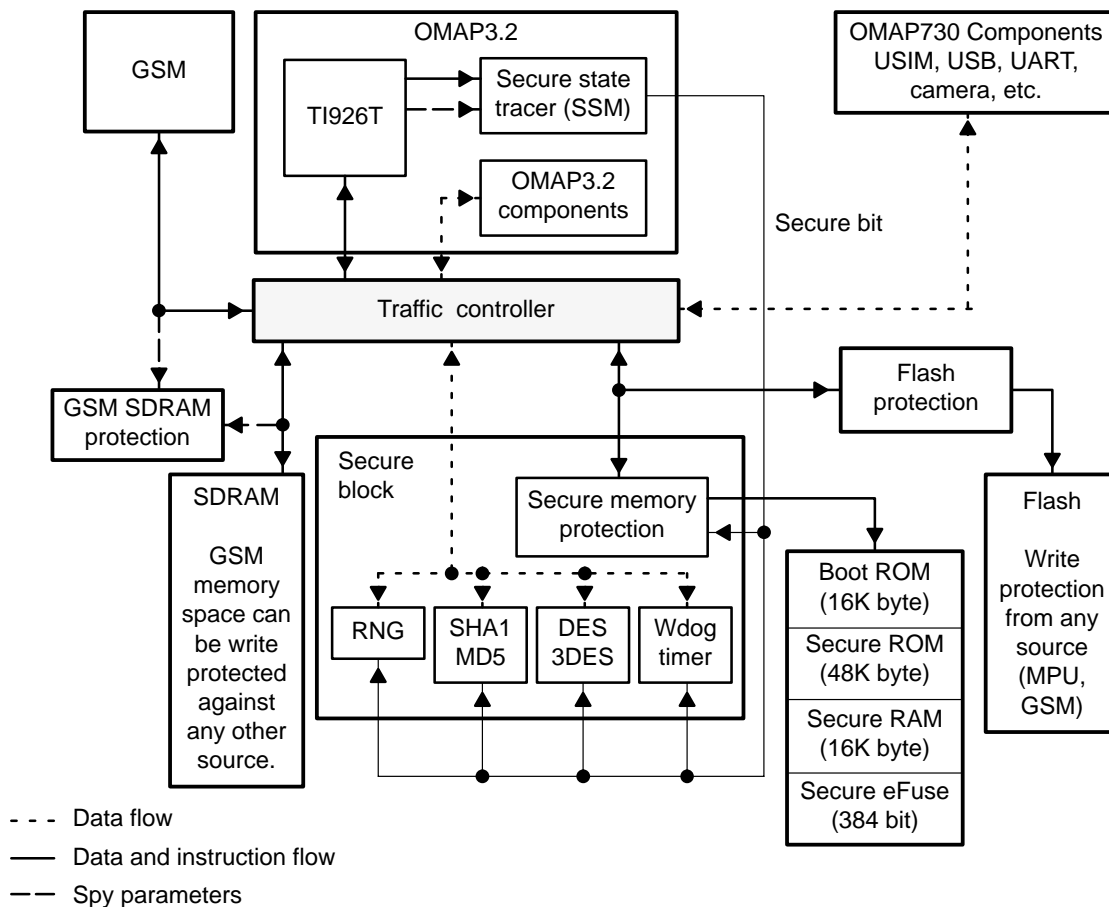 OMAP3.2
GSM
TI926T
Secure state
tracer (SSM)
OMAP3.2
components
OMAP730 Components
USIM, USB, UART,
camera, etc.
Secure bit
Traffic controller
GSM SDRAM
protection
Flash
protection
Secure
block
Secure memory
protection
SDRAM
GSM
memory
space can
be write
protected
against
any other
source.
RNG
SHA1
MD5
DES
3DES
Wdog
timer
Boot ROM
(16K byte)
Secure ROM
(48K byte)
Secure RAM
(16K byte)
Secure eFuse
(384 bit)
Flash
Write
protection
from any
source
(MPU,
GSM)
Data flow
Data and instruction flow
Spy parameters